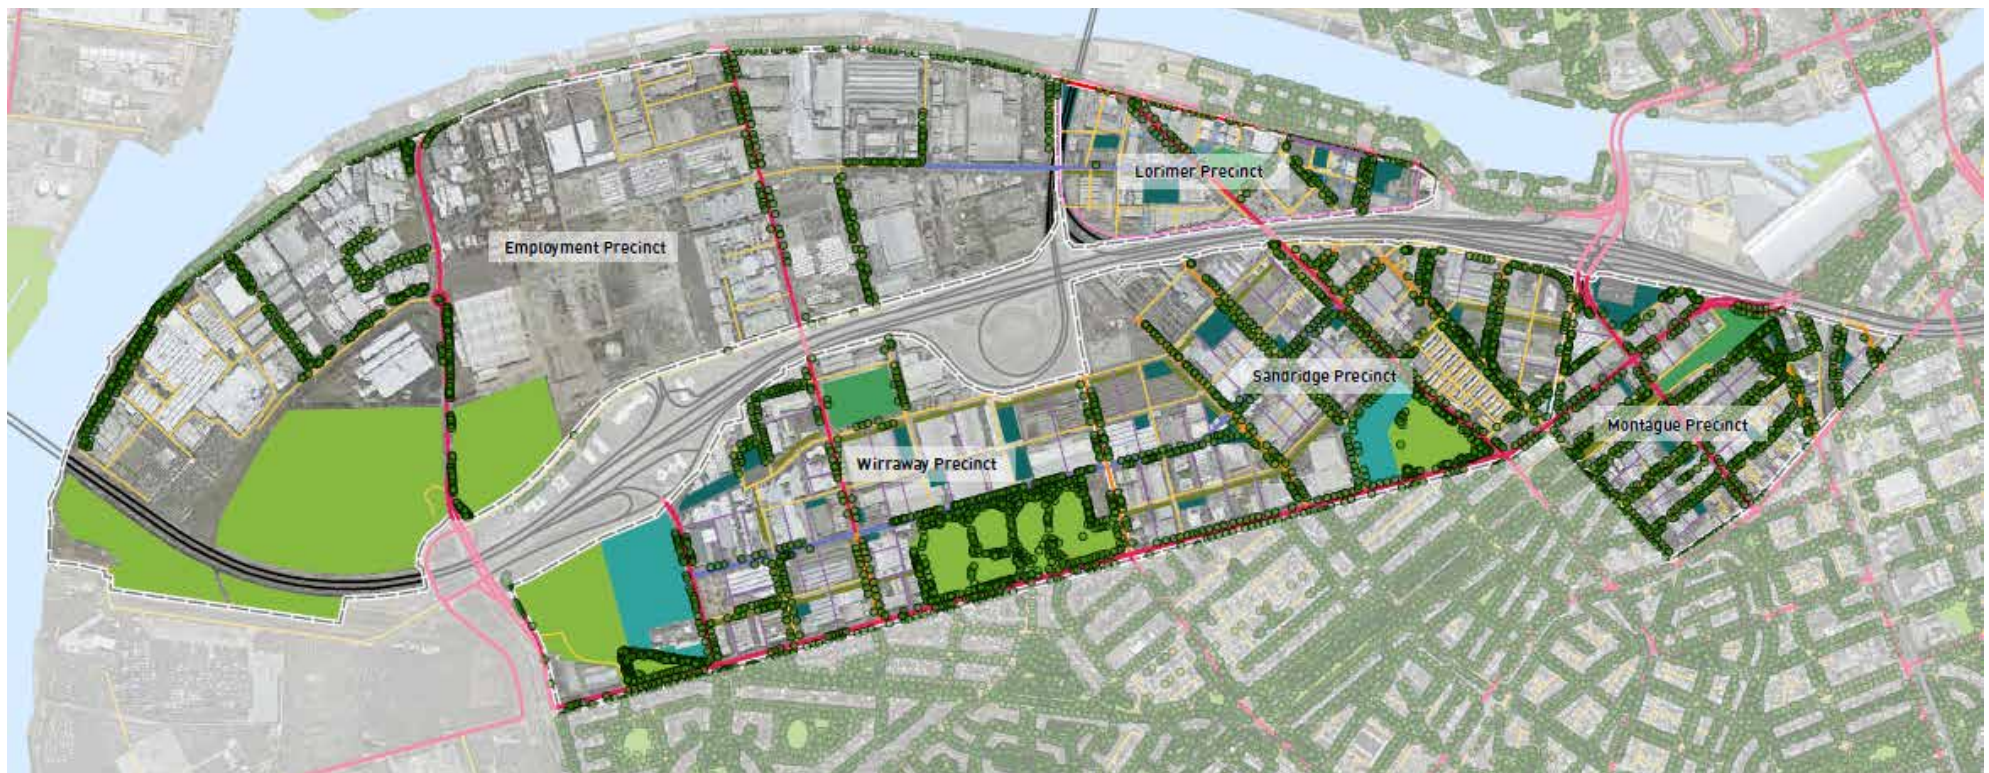 Lorimer Precinct
Employment Precinct
Sandridge Precinct
Montague Precinct
Wirraway Precinct